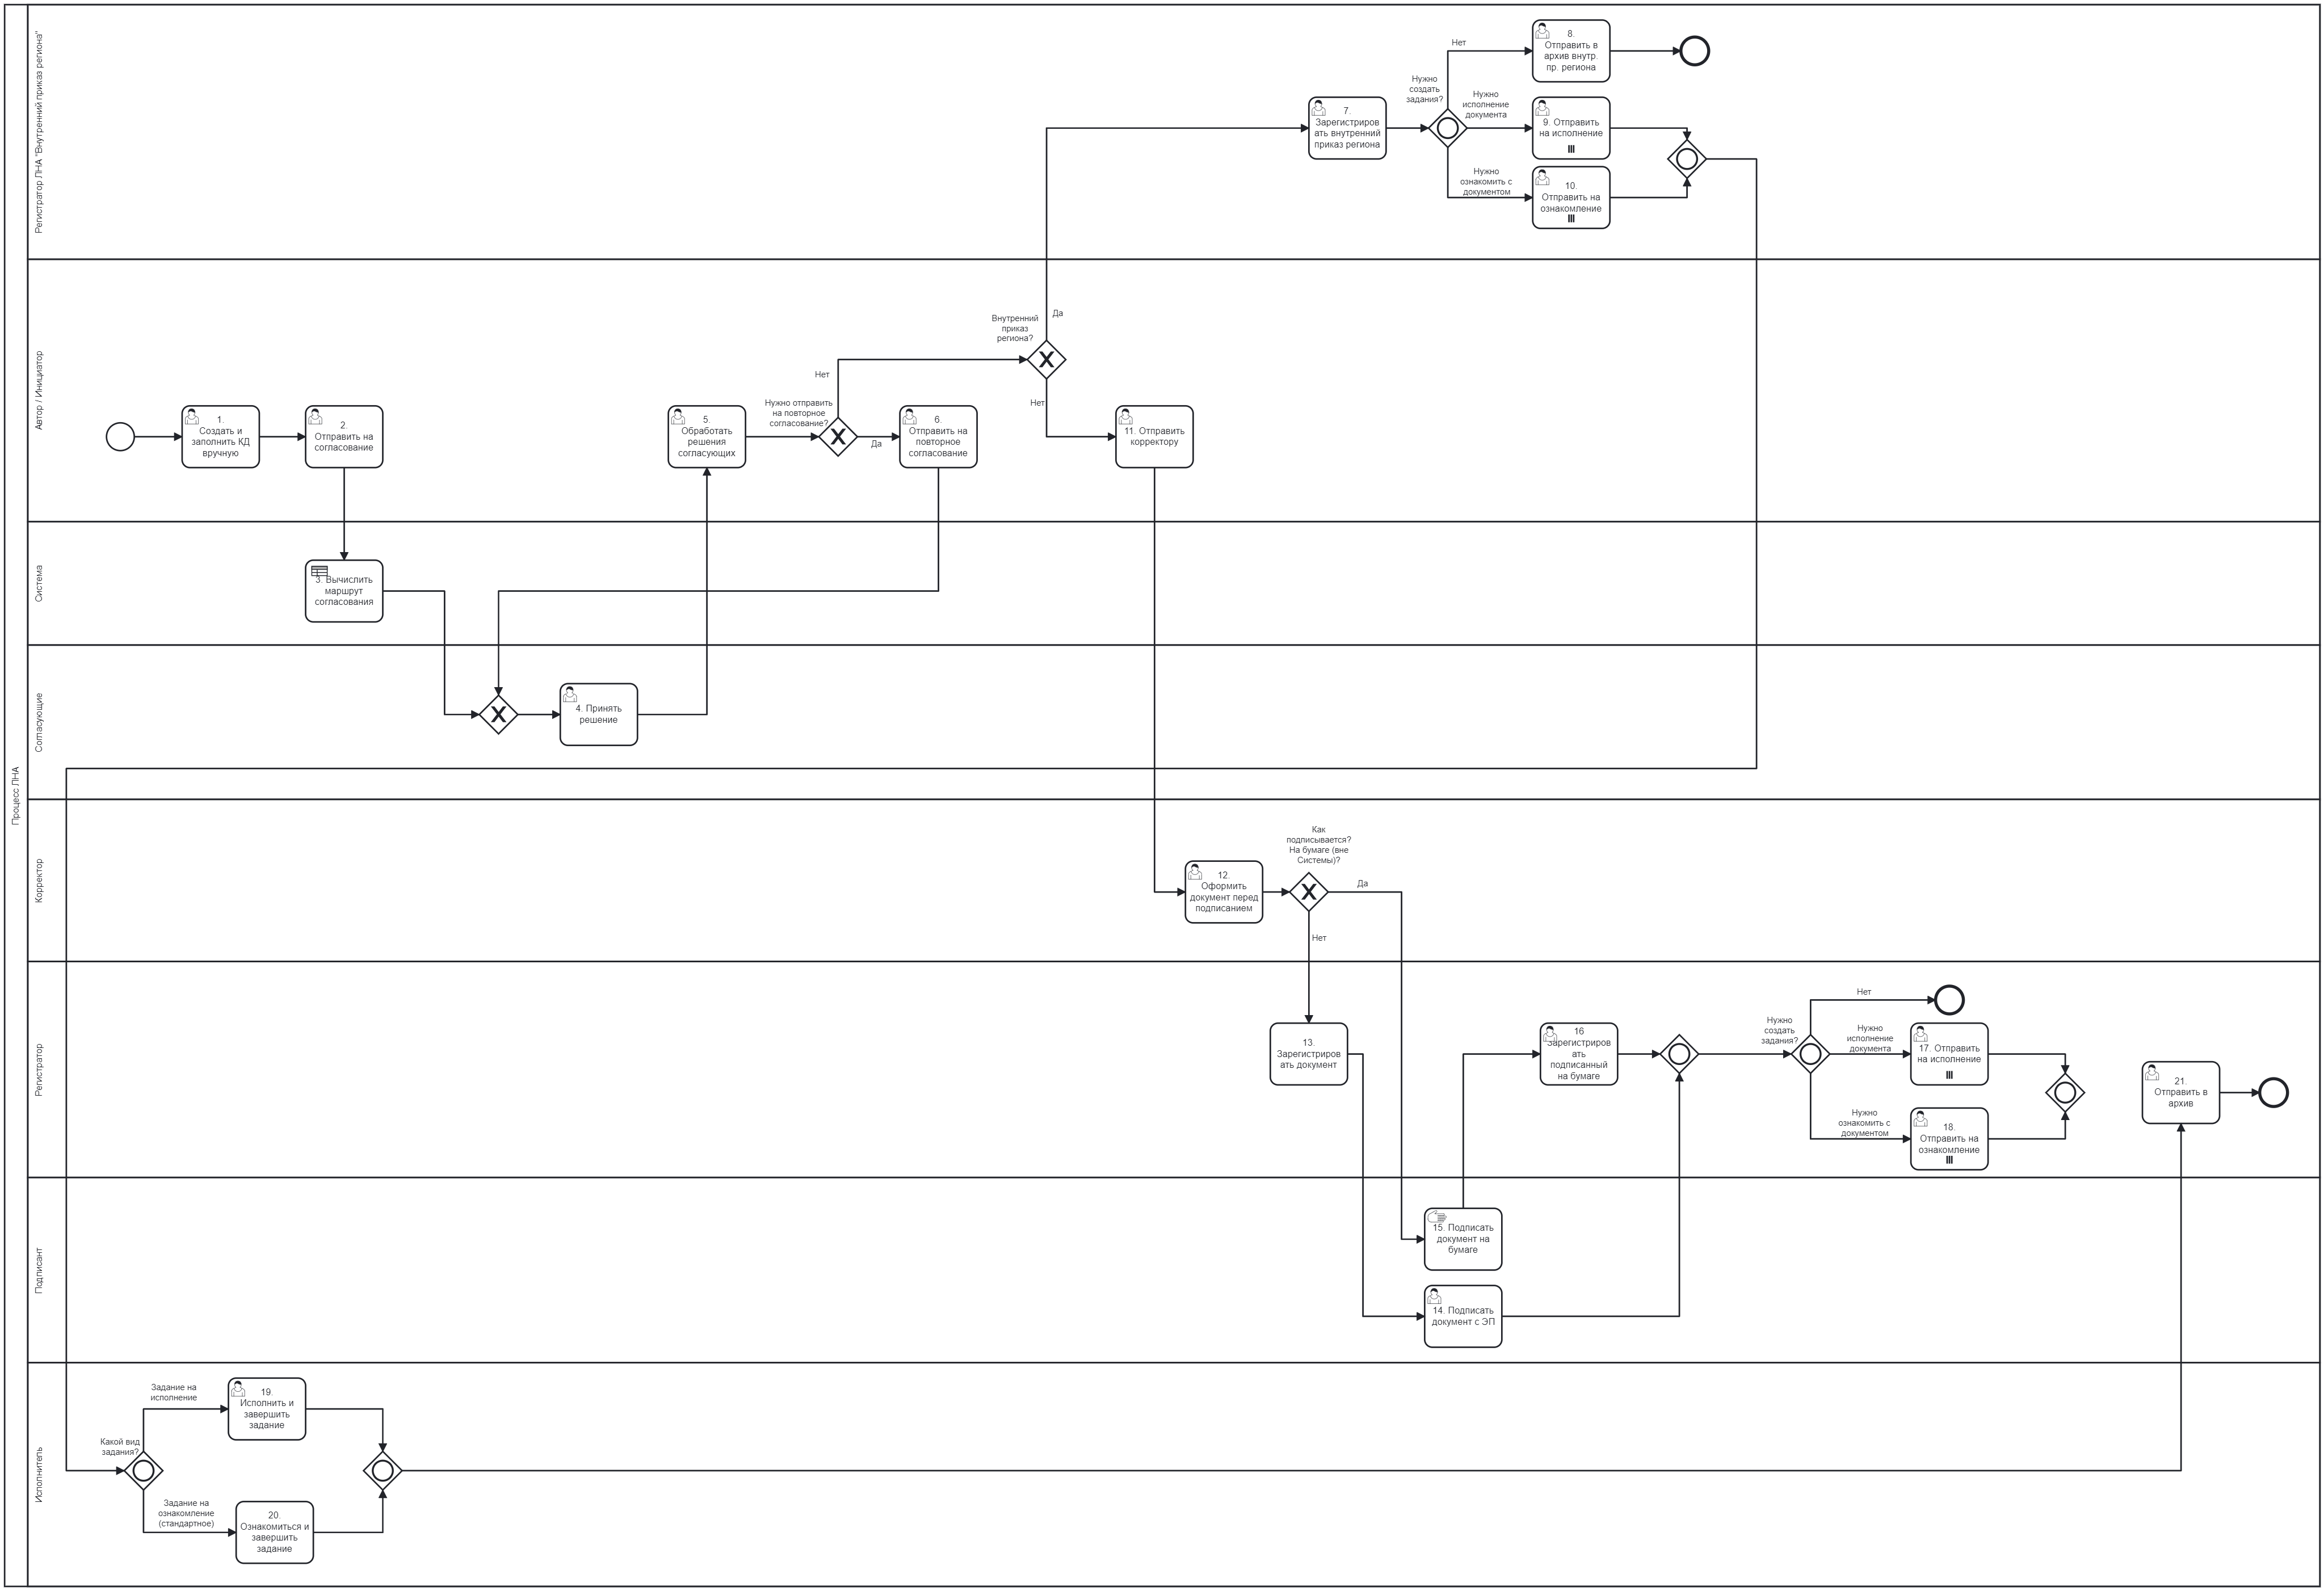 Процесс ЛНА
Регистратор ЛНА "Внутренний приказ региона"
7.
Зарегистриров
ать внутренний
приказ региона
Нужно
создать
задания?
Нет
8.
Отправить в
архив внутр.
пр. региона
Нужно
исполнение
документа
9. Отправить
на исполнение
Нужно
ознакомить с
документом
10.
Отправить на
ознакомление
Автор / Инициатор
1.
Создать и
заполнить КД
вручную
2.
Отправить на
согласование
5.
Обработать
решения
согласующих
Нужно отправить
на повторное
согласование?
Нет
Да
6.
Отправить на
повторное
согласование
Внутренний
приказ
региона?
Да
Нет
11. Отправить
корректору
Система
3. Вычислить
маршрут
согласования
Согласующие
4. Принять
решение
Корректор
12.
Оформить
документ перед
подписанием
Как
подписывается?
На бумаге (вне
Системы)?
Да
Нет
Регистратор
13.
Зарегистриров
ать документ
16
Зарегистриров
ать
подписанный
на бумаге
Нужно
создать
задания?
Нет
Нужно
исполнение
документа
17. Отправить
на исполнение
Нужно
ознакомить с
документом
18.
Отправить на
ознакомление
21.
Отправить в
архив
Подписант
15. Подписать
документ на
бумаге
14. Подписать
документ с ЭП
Исполнитель
Какой вид
задания?
Задание на
исполнение
19.
Исполнить и
завершить
задание
Задание на
ознакомление
(стандартное)
20.
Ознакомиться и
завершить
задание